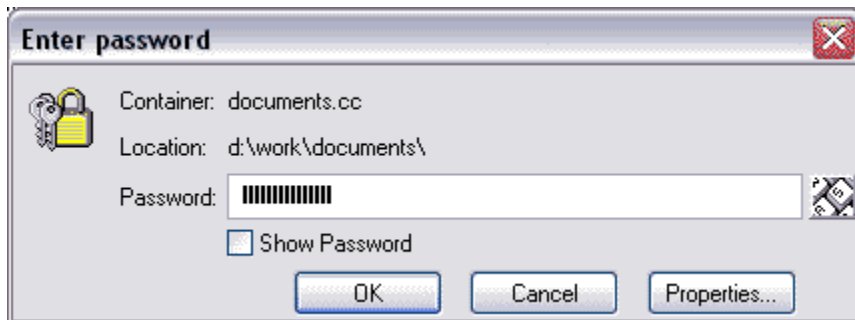 Enter password
Container: documents.cc
Location: d:\work\documents\
Password:
Show Password
OK Cancel Properties...